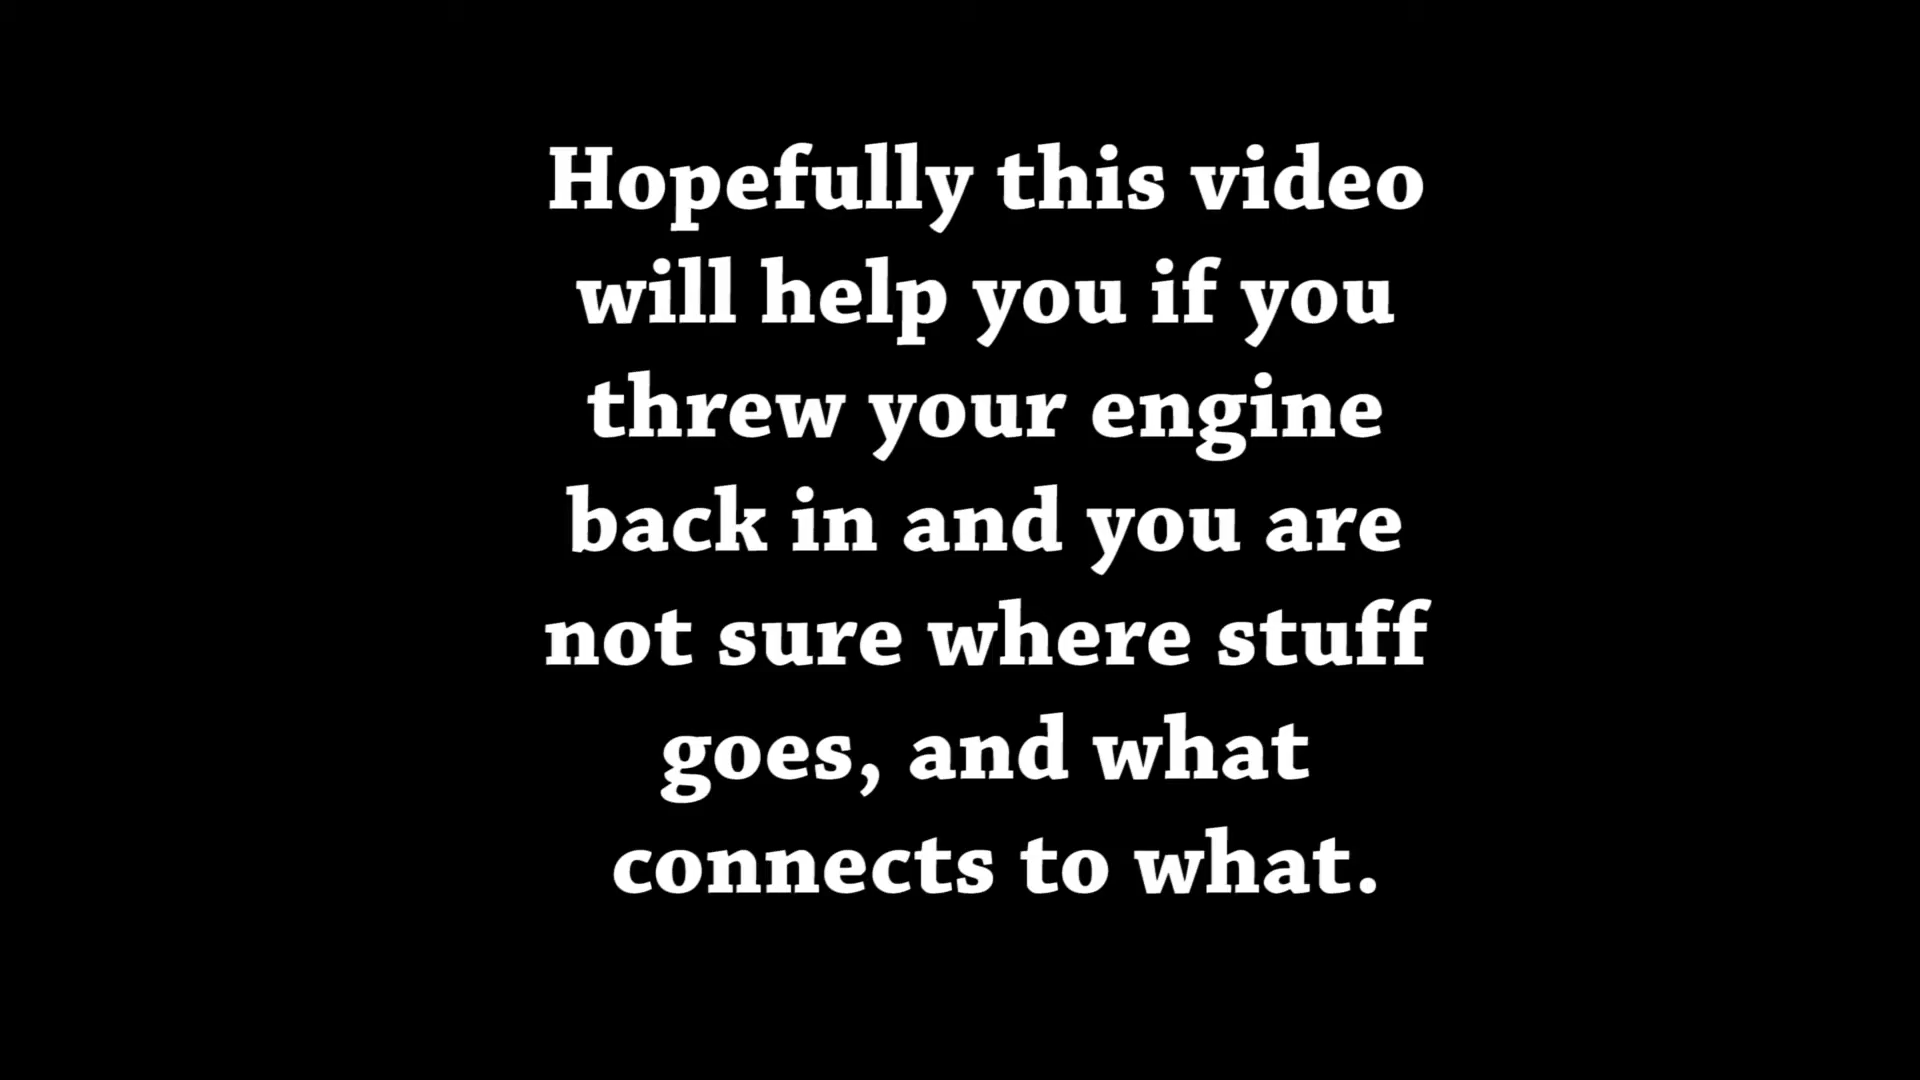 Hopefully this video
will help you if you
threw your engine
back in and you are
not sure where stuff
goes, and what
connects to what.